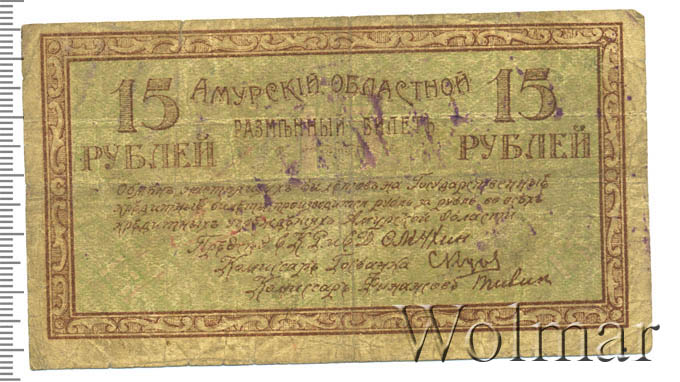 15 15
АМУРСКІЙ ОБЛАСТНОЙ
РАЗМѢННЫЙ БИЛЕТЪ
РУБЛЕЙ РУБЛЕЙ
Обмѣнъ настоящихъ билетовъ на Государственные
кредитные билеты производится рубль за рубль во всѣхъ
кредитныхъ учрежденіяхъ Амурской Области
Комиссаръ Госбанка
Комиссаръ Финансовъ
Wolmar